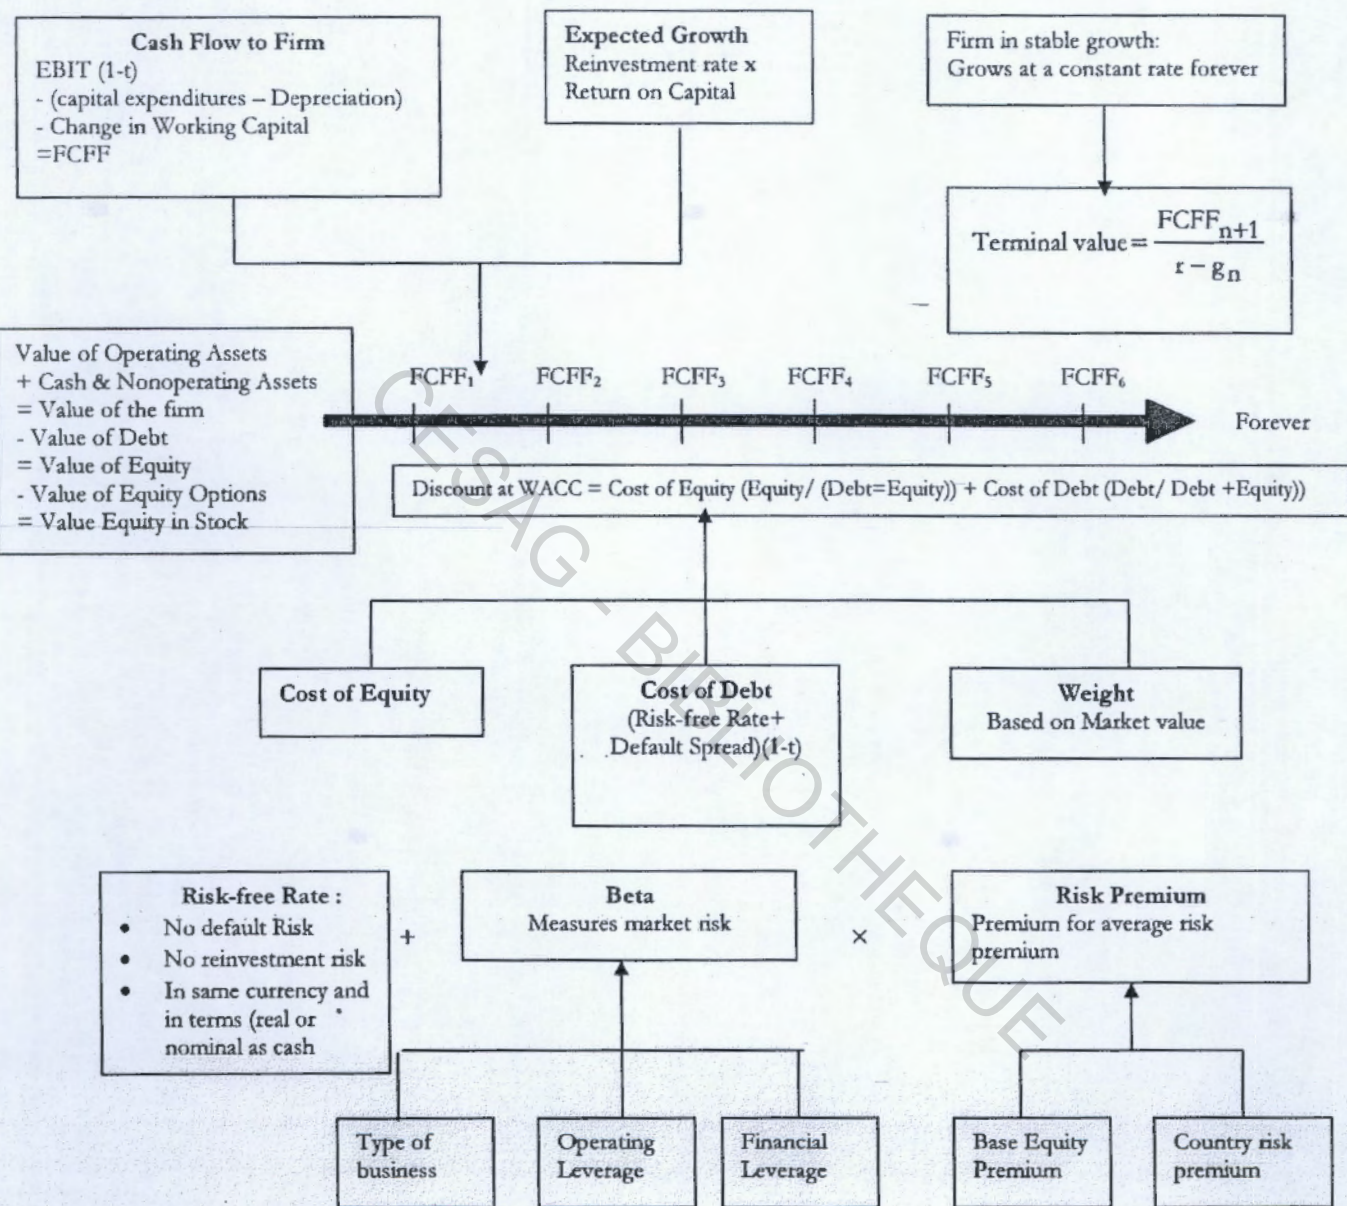 Cash Flow to Firm
EBIT (1-t)
- (capital expenditures – Depreciation)
- Change in Working Capital
=FCFF
Expected Growth
Reinvestment rate x
Return on Capital
Firm in stable growth:
Grows at a constant rate forever
Terminal value = FCFFn+1 / r – gn
Value of Operating Assets
+ Cash & Nonoperating Assets
= Value of the firm
- Value of Debt
= Value of Equity
- Value of Equity Options
= Value Equity in Stock
FCFF₁ FCFF₂ FCFF₃ FCFF₄ FCFF₅ FCFF₆
Forever
Discount at WACC = Cost of Equity (Equity/ (Debt=Equity)) + Cost of Debt (Debt/ Debt +Equity))
Cost of Equity
Cost of Debt
(Risk-free Rate+
Default Spread)(1-t)
Weight
Based on Market value
Risk-free Rate :
• No default Risk
• No reinvestment risk
• In same currency and
in terms (real or
nominal as cash
+
Beta
Measures market risk
×
Risk Premium
Premium for average risk
premium
Type of
business
Operating
Leverage
Financial
Leverage
Base Equity
Premium
Country risk
premium
CESAG - BIBLIOTHEQUE